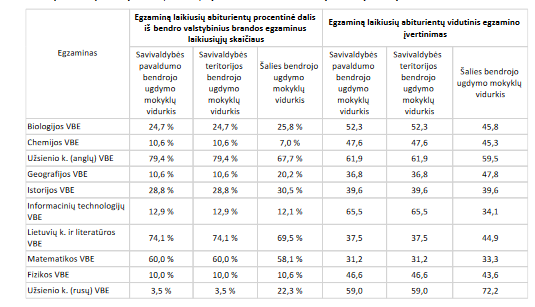 Egzaminas
Egzaminą laikiusių abiturientų procentinė dalis
iš bendro valstybinius brandos egzaminus
laikiusiųjų skaičiaus
Egzaminą laikiusių abiturientų vidutinis egzamino
įvertinimas
Savivaldybės
pavaldumo
bendrojo
ugdymo
mokyklų
vidurkis
Savivaldybės
teritorijos
bendrojo
ugdymo
mokyklų
vidurkis
Šalies bendrojo
ugdymo mokyklų
vidurkis
Savivaldybės
pavaldumo
bendrojo
ugdymo
mokyklų
vidurkis
Savivaldybės
teritorijos
bendrojo
ugdymo
mokyklų
vidurkis
Šalies bendrojo
ugdymo mokyklų
vidurkis
Biologijos VBE 24,7 % 24,7 % 25,8 % 52,3 52,3 45,8
Chemijos VBE 10,6 % 10,6 % 7,0 % 47,6 47,6 45,3
Užsienio k. (anglų) VBE 79,4 % 79,4 % 67,7 % 61,9 61,9 59,5
Geografijos VBE 10,6 % 10,6 % 20,2 % 36,8 36,8 47,8
Istorijos VBE 28,8 % 28,8 % 30,5 % 39,6 39,6 39,6
Informacinių technologijų
VBE 12,9 % 12,9 % 12,1 % 65,5 65,5 34,1
Lietuvių k. ir literatūros
VBE 74,1 % 74,1 % 69,5 % 37,5 37,5 44,9
Matematikos VBE 60,0 % 60,0 % 58,1 % 31,2 31,2 33,3
Fizikos VBE 10,0 % 10,0 % 10,6 % 46,6 46,6 43,6
Užsienio k. (rusų) VBE 3,5 % 3,5 % 22,3 % 59,0 59,0 72,2